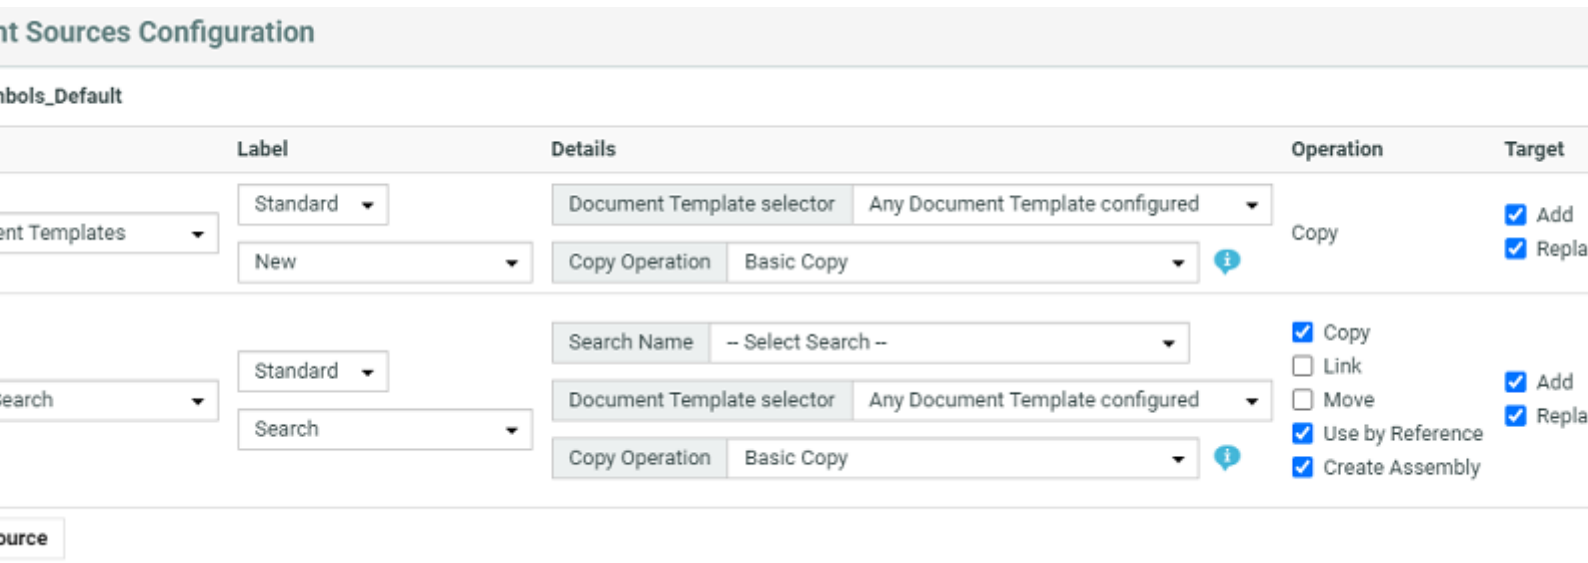 nt Sources Configuration
nbols_Default
Label Details Operation Target
Standard Document Template selector Any Document Template configured Add
ent Templates Copy
New Copy Operation Basic Copy Repla
Search Name -- Select Search -- Copy
Standard Link
Add
Search Document Template selector Any Document Template configured Move
Repla
Search Use by Reference
Copy Operation Basic Copy Create Assembly
ource